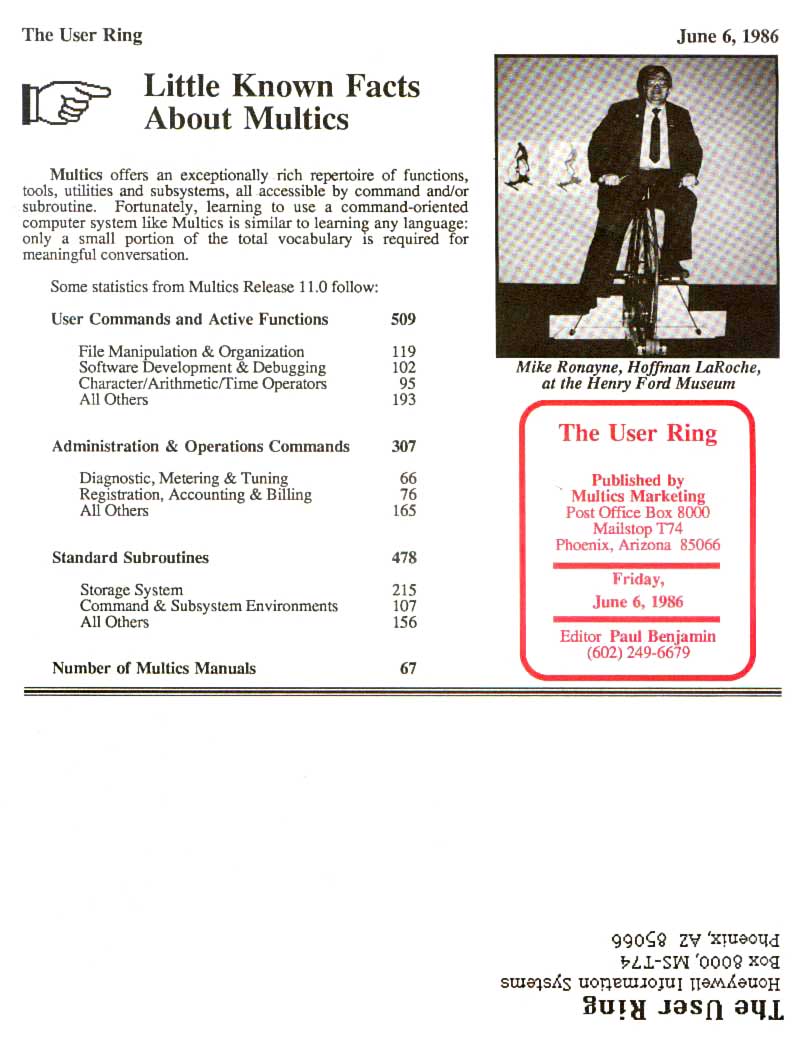 The User Ring
June 6, 1986
Little Known Facts
About Multics
Multics offers an exceptionally rich repertoire of functions,
tools, utilities and subsystems, all accessible by command and/or
subroutine. Fortunately, learning to use a command-oriented
computer system like Multics is similar to learning any language:
only a small portion of the total vocabulary is required for
meaningful conversation.
Some statistics from Multics Release 11.0 follow:
User Commands and Active Functions 509
File Manipulation & Organization 119
Software Development & Debugging 102
Character/Arithmetic/Time Operators 95
All Others 193
Administration & Operations Commands 307
Diagnostic, Metering & Tuning 66
Registration, Accounting & Billing 76
All Others 165
Standard Subroutines 478
Storage System 215
Command & Subsystem Environments 107
All Others 156
Number of Multics Manuals 67
Mike Ronayne, Hoffman LaRoche,
at the Henry Ford Museum
The User Ring
Published by
Multics Marketing
Post Office Box 8000
Mailstop T74
Phoenix, Arizona 85066
Friday,
June 6, 1986
Editor Paul Benjamin
(602) 249-6679
The User Ring
Honeywell Information Systems
Box 8000, MS-T74
Phoenix, AZ 85066